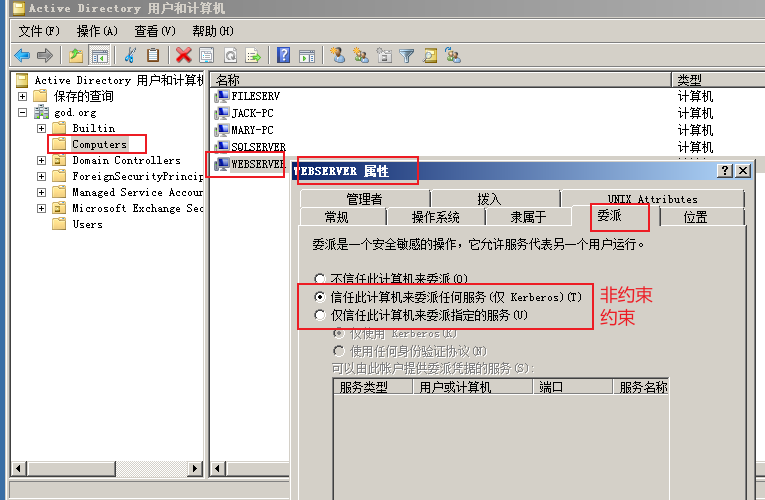 Active Directory 用户和计算机
文件(F) 操作(A) 查看(V) 帮助(H)
Active Directory 用户和计算机
保存的查询
god.org
Builtin
Computers
Domain Controllers
ForeignSecurityPrincip
Managed Service Accoun
Microsoft Exchange Sec
Users
名称 类型
FILESERV 计算机
JACK-PC 计算机
MARY-PC 计算机
SQLSERVER 计算机
WEBSERVER
WEBSERVER 属性
管理者 拨入 UNIX Attributes
常规 操作系统 隶属于 委派 位置
委派是一个安全敏感的操作，它允许服务代表另一个用户运行。
不信任此计算机来委派(O)
信任此计算机来委派任何服务(仅 Kerberos)(T) 非约束
仅信任此计算机来委派指定的服务(U) 约束
仅使用 Kerberos(K)
使用任何身份验证协议(N)
可以由此帐户提供委派凭据的服务(S):
服务类型 用户或计算机 端口 服务名称